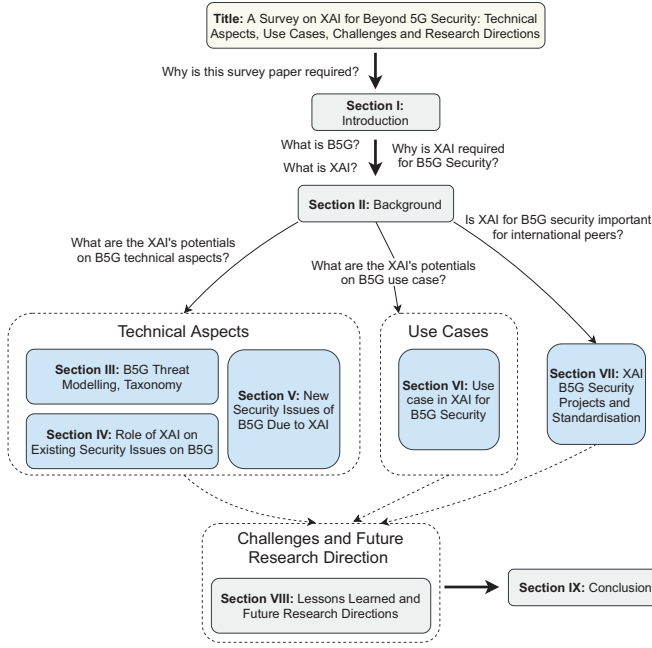 Title: A Survey on XAI for Beyond 5G Security: Technical
Aspects, Use Cases, Challenges and Research Directions
Why is this survey paper required?
Section I:
Introduction
What is B5G?
What is XAI?
Why is XAI required
for B5G Security?
Section II: Background
What are the XAI's potentials
on B5G technical aspects?
What are the XAI's potentials
on B5G use case?
Is XAI for B5G security important
for international peers?
Technical Aspects
Section III: B5G Threat
Modelling, Taxonomy
Section IV: Role of XAI on
Existing Security Issues on B5G
Section V: New
Security Issues of
B5G Due to XAI
Use Cases
Section VI: Use
case in XAI for
B5G Security
Section VII: XAI
B5G Security
Projects and
Standardisation
Challenges and Future
Research Direction
Section VIII: Lessons Learned and
Future Research Directions
Section IX: Conclusion